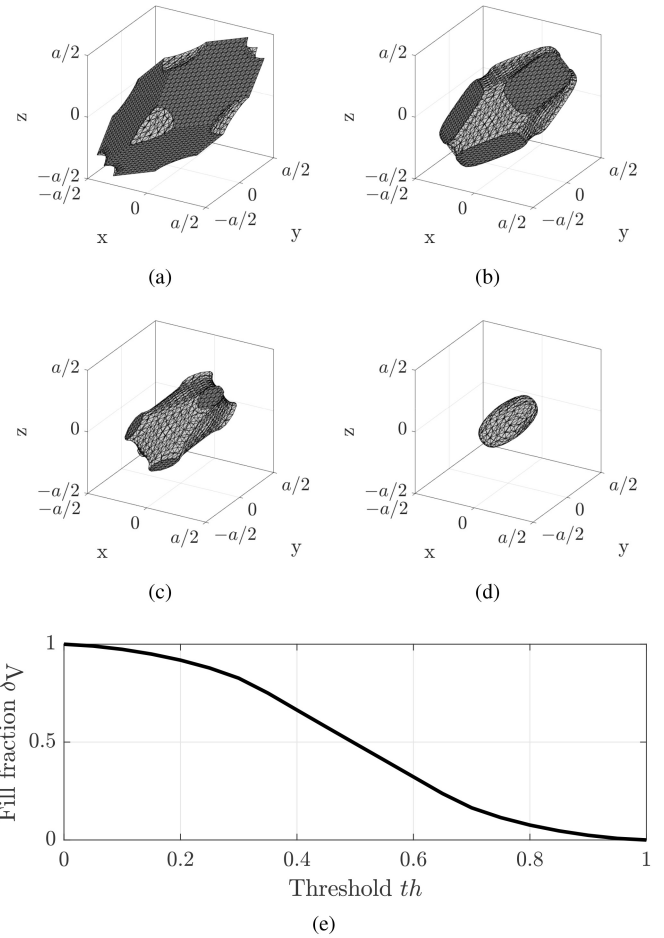 a/2
0
−a/2
−a/2
0
a/2
−a/2
0
a/2
z
x
y
(a)
a/2
0
−a/2
−a/2
0
a/2
−a/2
0
a/2
z
x
y
(b)
a/2
0
−a/2
−a/2
0
a/2
−a/2
0
a/2
z
x
y
(c)
a/2
0
−a/2
−a/2
0
a/2
−a/2
0
a/2
z
x
y
(d)
1
0.5
0
Fill fraction δV
0 0.2 0.4 0.6 0.8 1
Threshold th
(e)